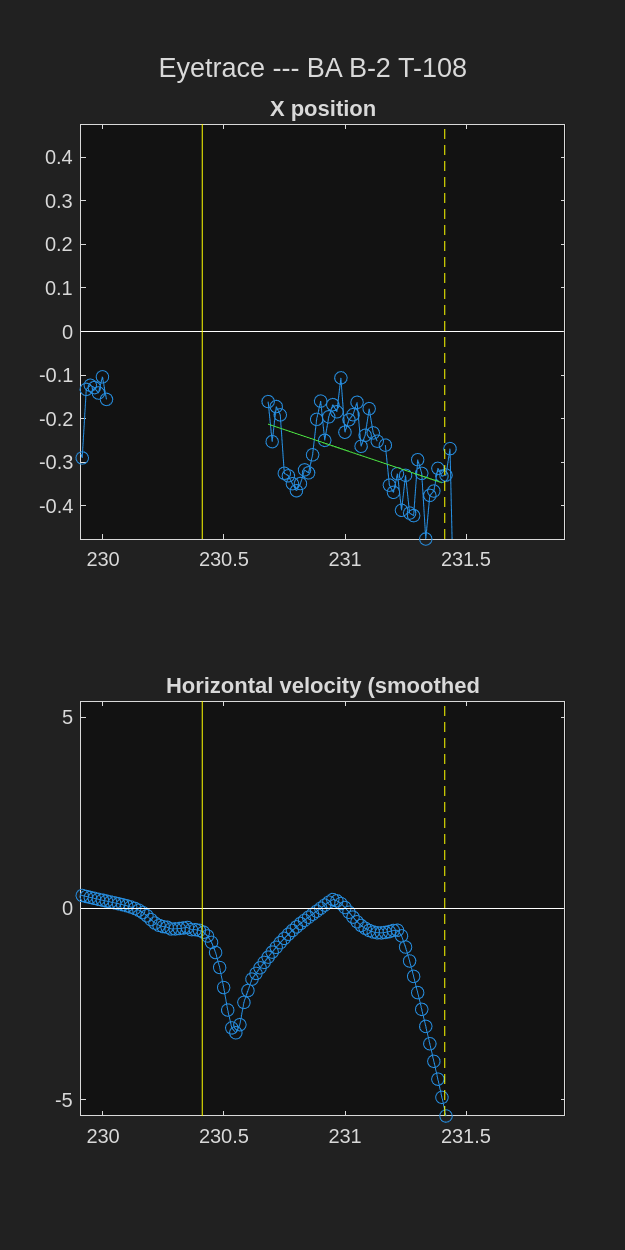 Eyetrace --- BA B-2 T-108
X position
0.4
0.3
0.2
0.1
0
-0.1
-0.2
-0.3
-0.4
230 230.5 231 231.5
Horizontal velocity (smoothed
5
0
-5
230 230.5 231 231.5